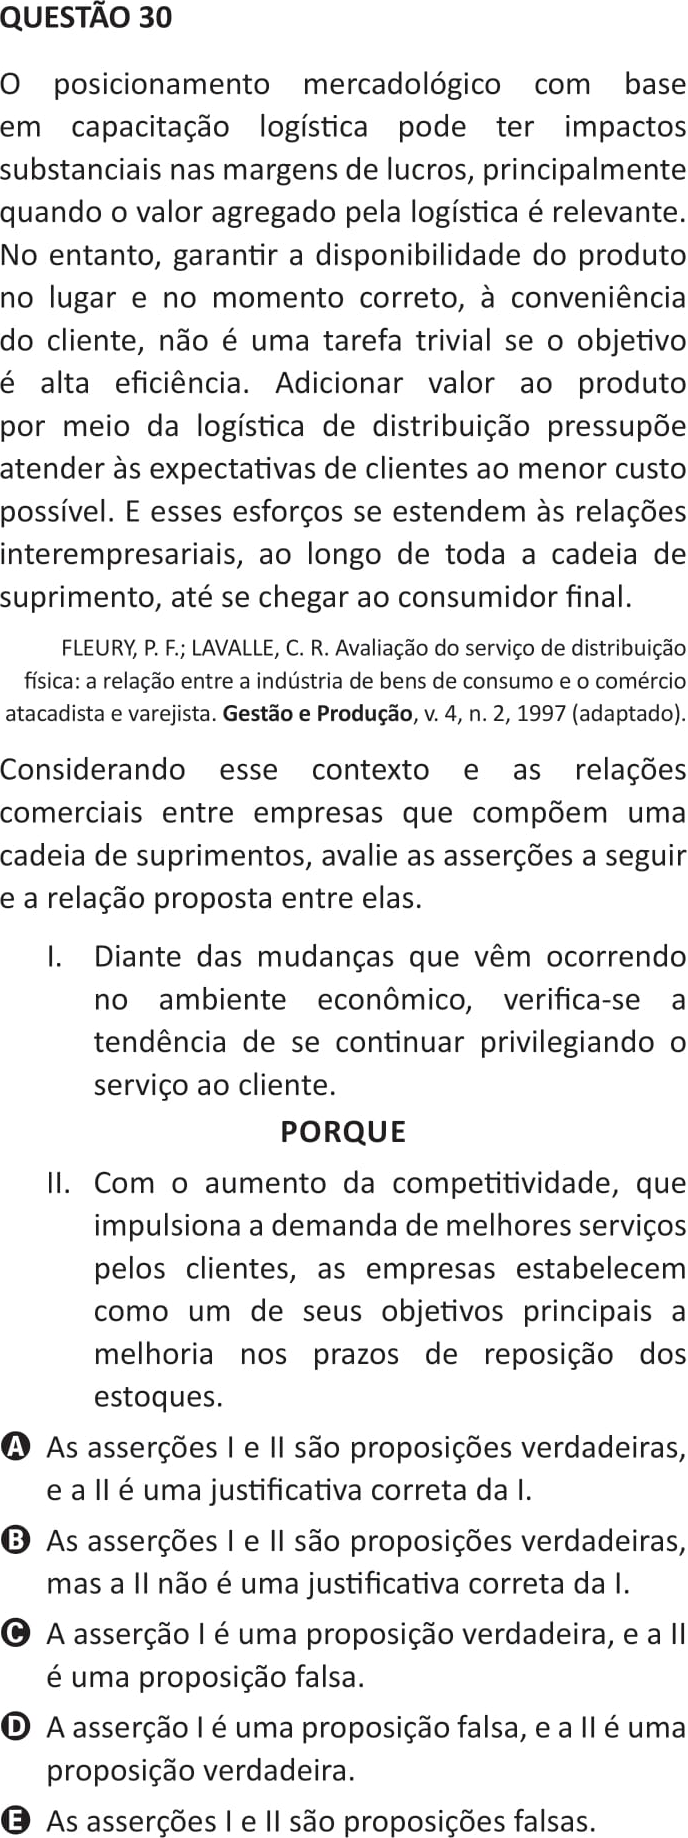 QUESTÃO 30
O posicionamento mercadológico com base
em capacitação logística pode ter impactos
substanciais nas margens de lucros, principalmente
quando o valor agregado pela logística é relevante.
No entanto, garantir a disponibilidade do produto
no lugar e no momento correto, à conveniência
do cliente, não é uma tarefa trivial se o objetivo
é alta eficiência. Adicionar valor ao produto
por meio da logística de distribuição pressupõe
atender às expectativas de clientes ao menor custo
possível. E esses esforços se estendem às relações
interempresariais, ao longo de toda a cadeia de
suprimento, até se chegar ao consumidor final.
FLEURY, P. F.; LAVALLE, C. R. Avaliação do serviço de distribuição
física: a relação entre a indústria de bens de consumo e o comércio
atacadista e varejista. Gestão e Produção, v. 4, n. 2, 1997 (adaptado).
Considerando esse contexto e as relações
comerciais entre empresas que compõem uma
cadeia de suprimentos, avalie as asserções a seguir
e a relação proposta entre elas.
I. Diante das mudanças que vêm ocorrendo
no ambiente econômico, verifica-se a
tendência de se continuar privilegiando o
serviço ao cliente.
PORQUE
II. Com o aumento da competitividade, que
impulsiona a demanda de melhores serviços
pelos clientes, as empresas estabelecem
como um de seus objetivos principais a
melhoria nos prazos de reposição dos
estoques.
A As asserções I e II são proposições verdadeiras,
e a II é uma justificativa correta da I.
B As asserções I e II são proposições verdadeiras,
mas a II não é uma justificativa correta da I.
C A asserção I é uma proposição verdadeira, e a II
é uma proposição falsa.
D A asserção I é uma proposição falsa, e a II é uma
proposição verdadeira.
E As asserções I e II são proposições falsas.